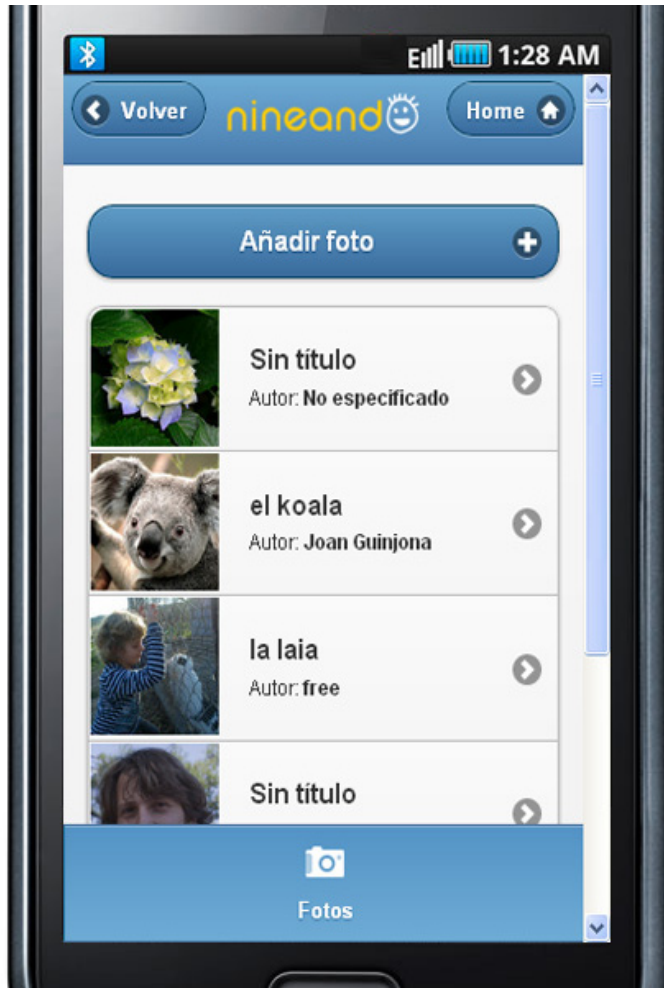 1:28 AM
Volver
nineand
Home
Añadir foto
Sin título
Autor: No especificado
el koala
Autor: Joan Guinjona
la laia
Autor: free
Sin título
Fotos